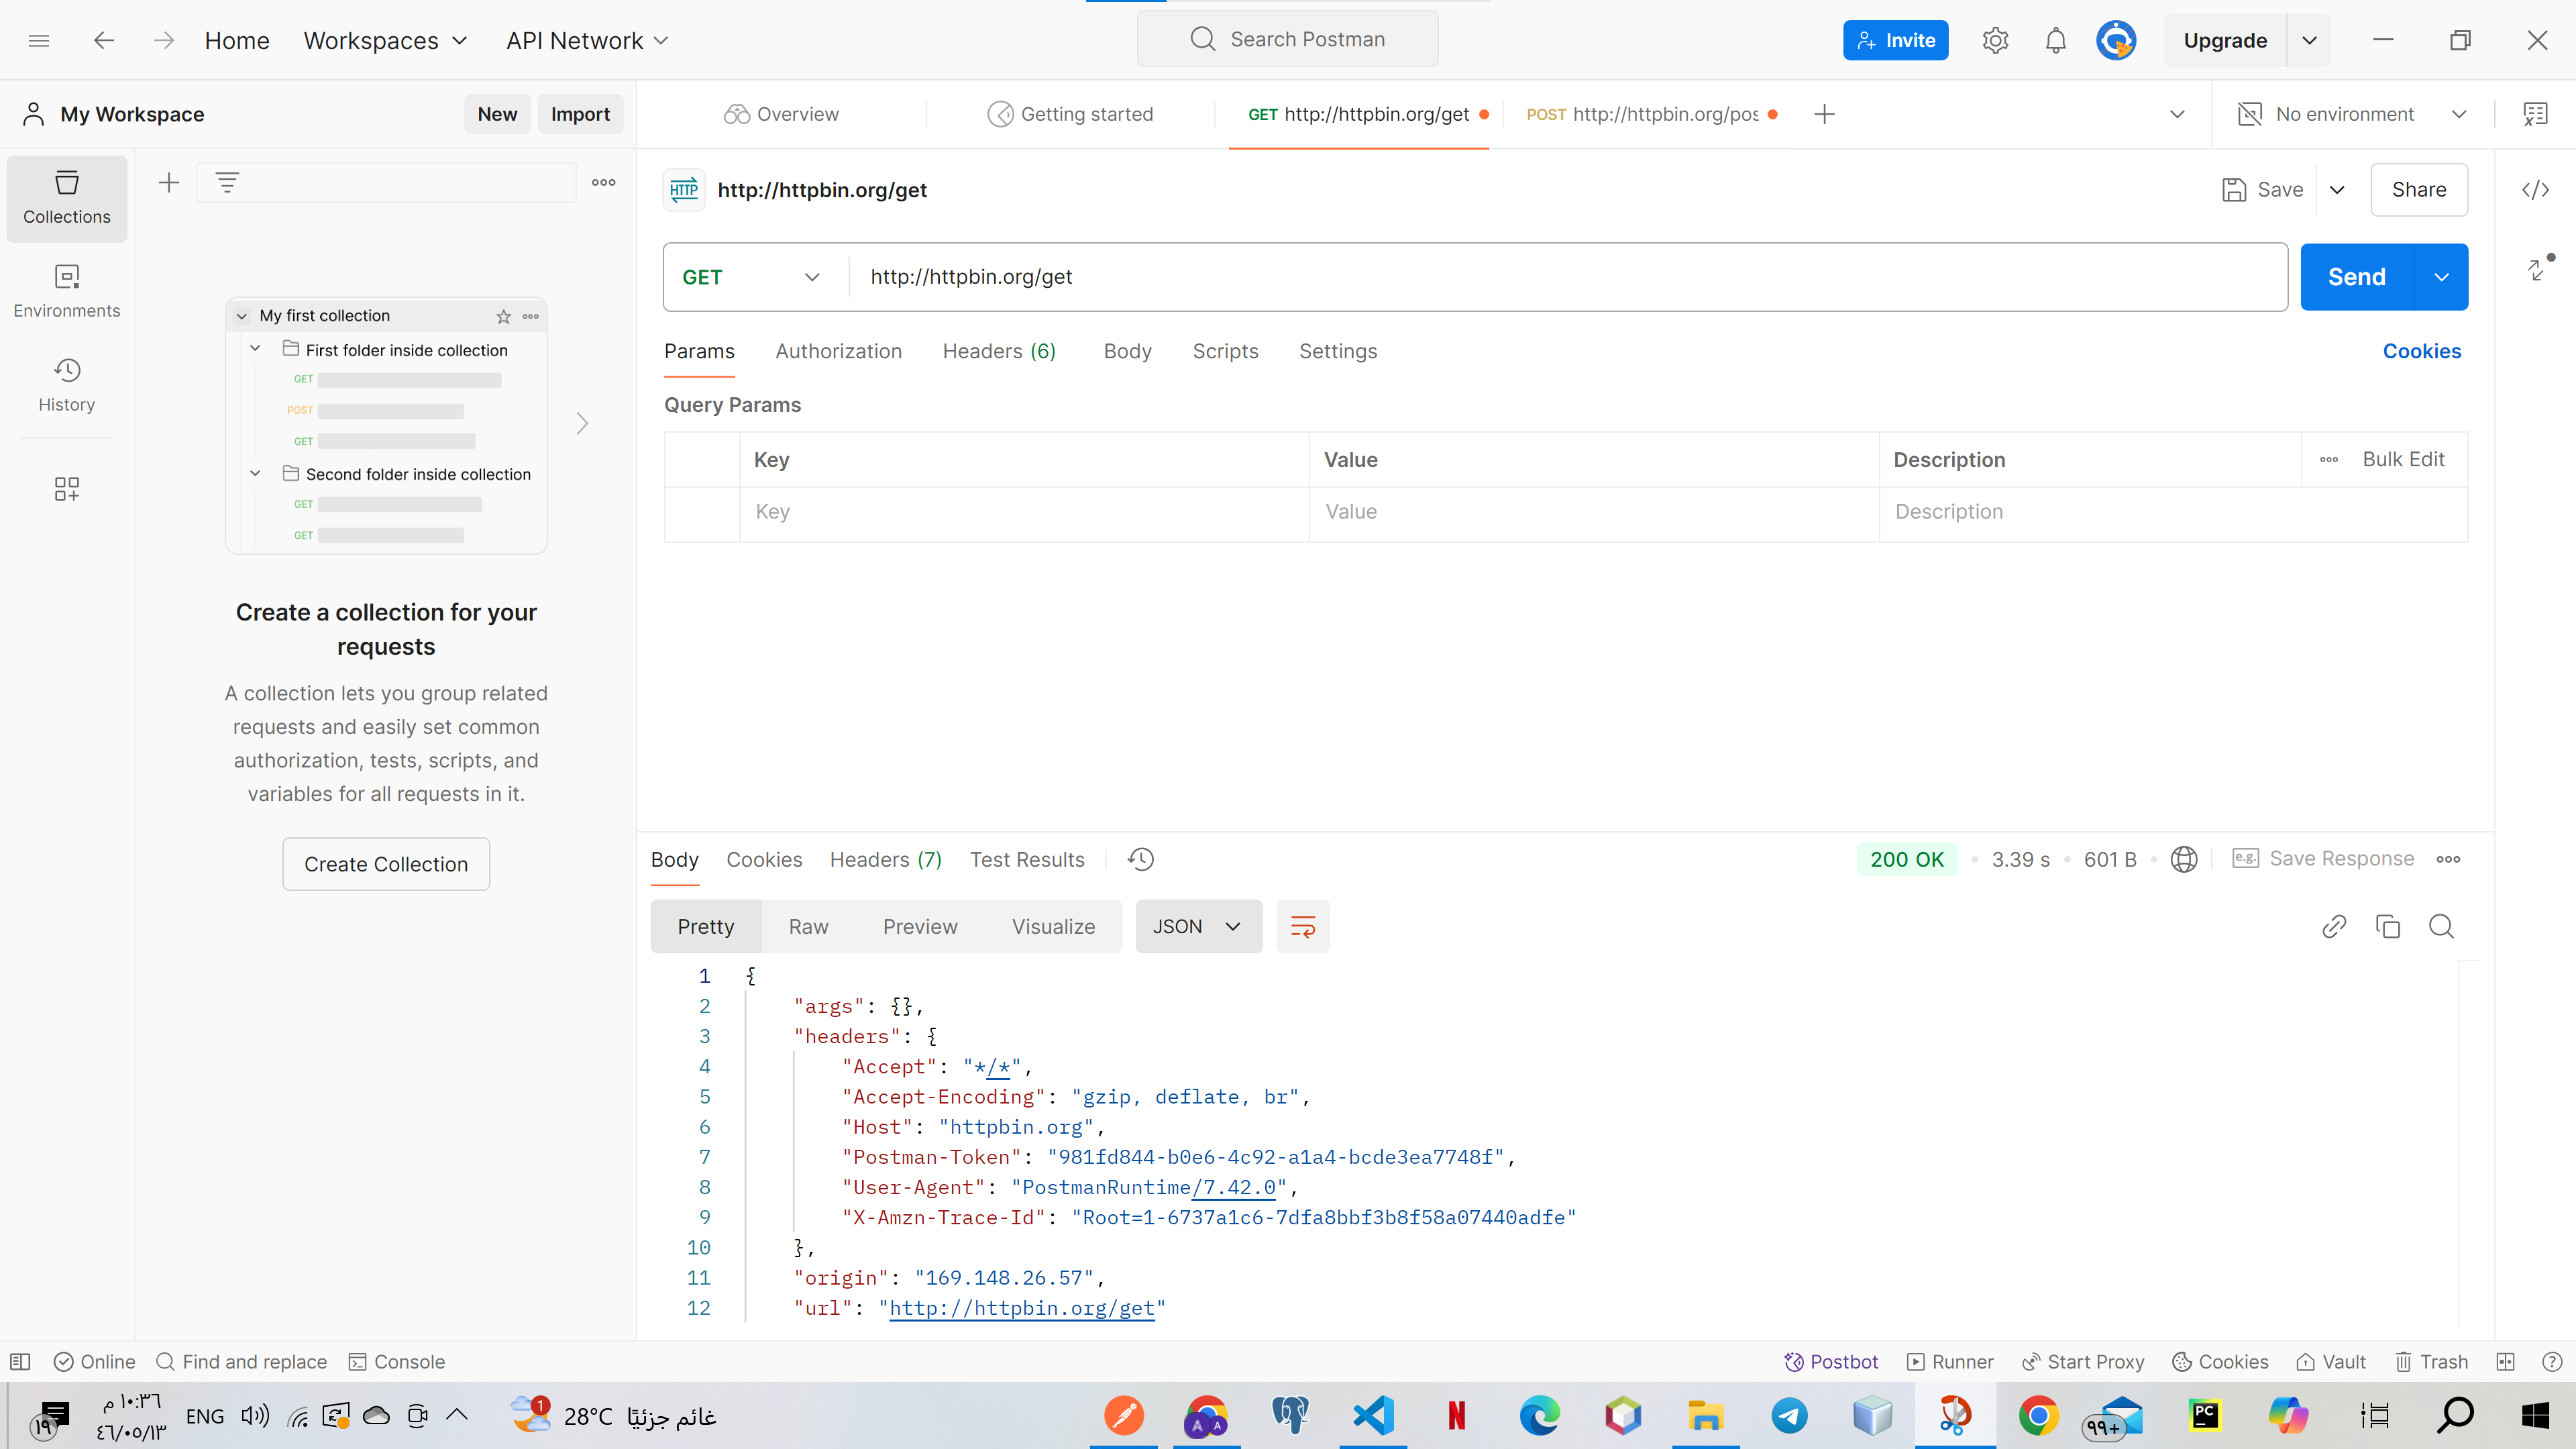 Home Workspaces API Network Search Postman Invite Upgrade
My Workspace New Import
Overview Getting started GET http://httpbin.org/get POST http://httpbin.org/pos No environment
Collections
Environments
History
My first collection
First folder inside collection
GET
POST
GET
Second folder inside collection
GET
GET
Create a collection for your
requests
A collection lets you group related
requests and easily set common
authorization, tests, scripts, and
variables for all requests in it.
Create Collection
HTTP http://httpbin.org/get Save Share
GET http://httpbin.org/get Send
Params Authorization Headers (6) Body Scripts Settings Cookies
Query Params
Key Value Description Bulk Edit
Key Value Description
Body Cookies Headers (7) Test Results 200 OK 3.39 s 601 B e.g. Save Response
Pretty Raw Preview Visualize JSON
1 {
2 "args": {},
3 "headers": {
4 "Accept": "*/*",
5 "Accept-Encoding": "gzip, deflate, br",
6 "Host": "httpbin.org",
7 "Postman-Token": "981fd844-b0e6-4c92-a1a4-bcde3ea7748f",
8 "User-Agent": "PostmanRuntime/7.42.0",
9 "X-Amzn-Trace-Id": "Root=1-6737a1c6-7dfa8bbf3b8f58a07440adfe"
10 },
11 "origin": "169.148.26.57",
12 "url": "http://httpbin.org/get"
Online Find and replace Console Postbot Runner Start Proxy Cookies Vault Trash
١٩ ١٠:٣٦ م ENG 1 28°C غائم جزئيًا A A N +٩٩ PC
٤٦/٠٥/١٣